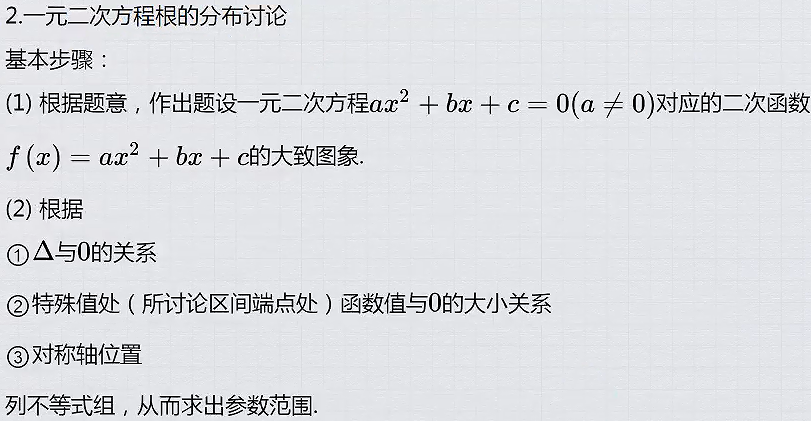 2.一元二次方程根的分布讨论
基本步骤：
(1) 根据题意，作出题设一元二次方程ax² + bx + c = 0(a ≠ 0)对应的二次函数
f (x) = ax² + bx + c的大致图象.
(2) 根据
①Δ与0的关系
②特殊值处（所讨论区间端点处）函数值与0的大小关系
③对称轴位置
列不等式组，从而求出参数范围.